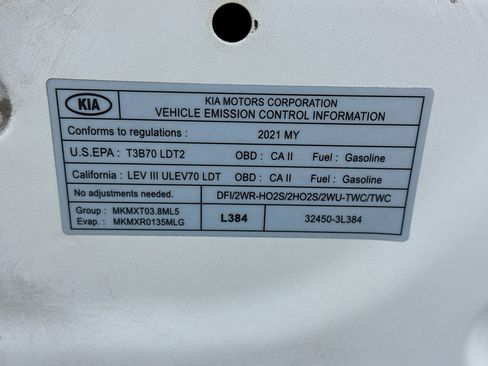 KIA
KIA MOTORS CORPORATION
VEHICLE EMISSION CONTROL INFORMATION
Conforms to regulations : 2021 MY
U.S.EPA : T3B70 LDT2 OBD : CA II Fuel : Gasoline
California : LEV III ULEV70 LDT OBD : CA II Fuel : Gasoline
No adjustments needed. DFI/2WR-HO2S/2HO2S/2WU-TWC/TWC
Group : MKMXT03.8ML5
Evap. : MKMXR0135MLG
L384
32450-3L384